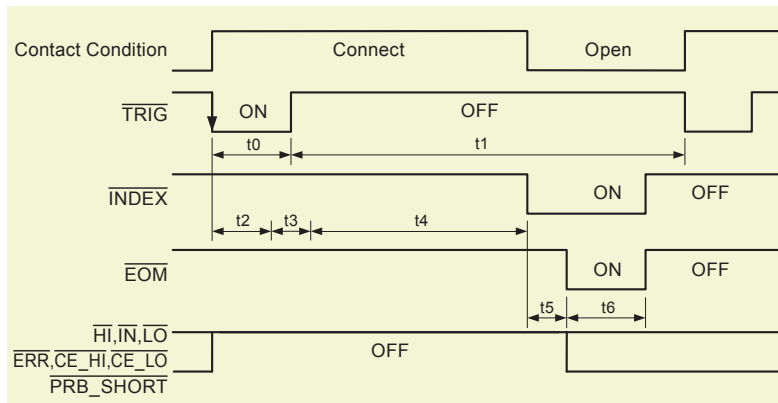 Contact Condition Connect Open
TRIG ON OFF
t0 t1
INDEX ON OFF
t2 t3 t4
EOM ON OFF
t5 t6
HI,IN,LO
ERR,CE_HI,CE_LO OFF
PRB_SHORT